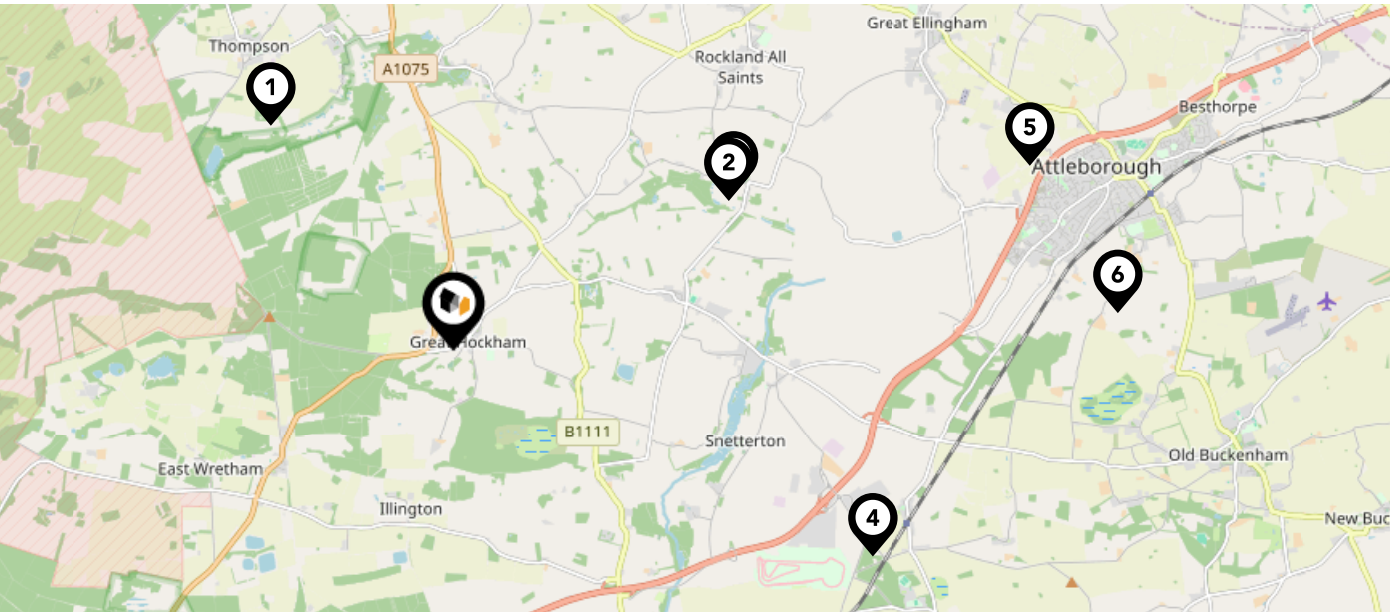 Great Ellingham
Thompson
Rockland All
Saints
A1075
1
Besthorpe
5
2
Attleborough
6
Great Hockham
B1111
Snetterton
Old Buckenham
East Wretham
Illington
4
New Buc